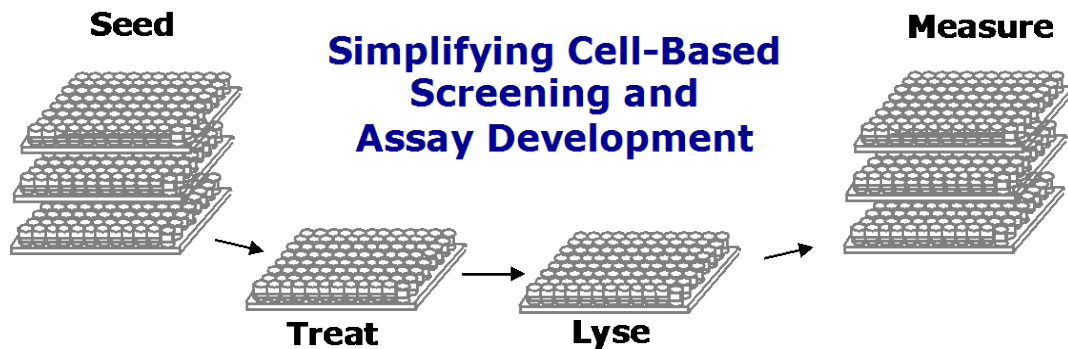 Seed
Simplifying Cell-Based
Screening and
Assay Development
Measure
Treat
Lyse